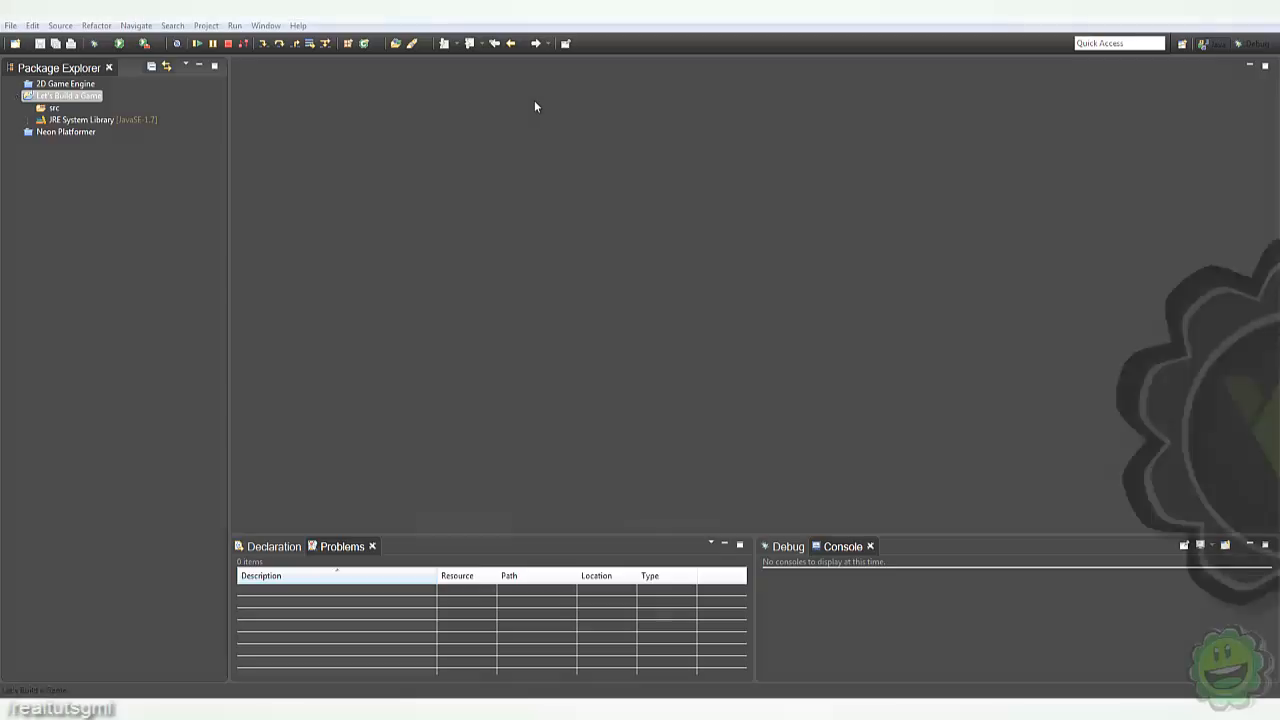 File Edit Source Refactor Navigate Search Project Run Window Help
Quick Access
Java
Debug
Package Explorer
2D Game Engine
Let's Build a Game
src
JRE System Library [JavaSE-1.7]
Neon Platformer
Declaration
Problems
0 items
Description Resource Path Location Type
Debug
Console
No consoles to display at this time.
Let's Build a Game
/realtutsgml